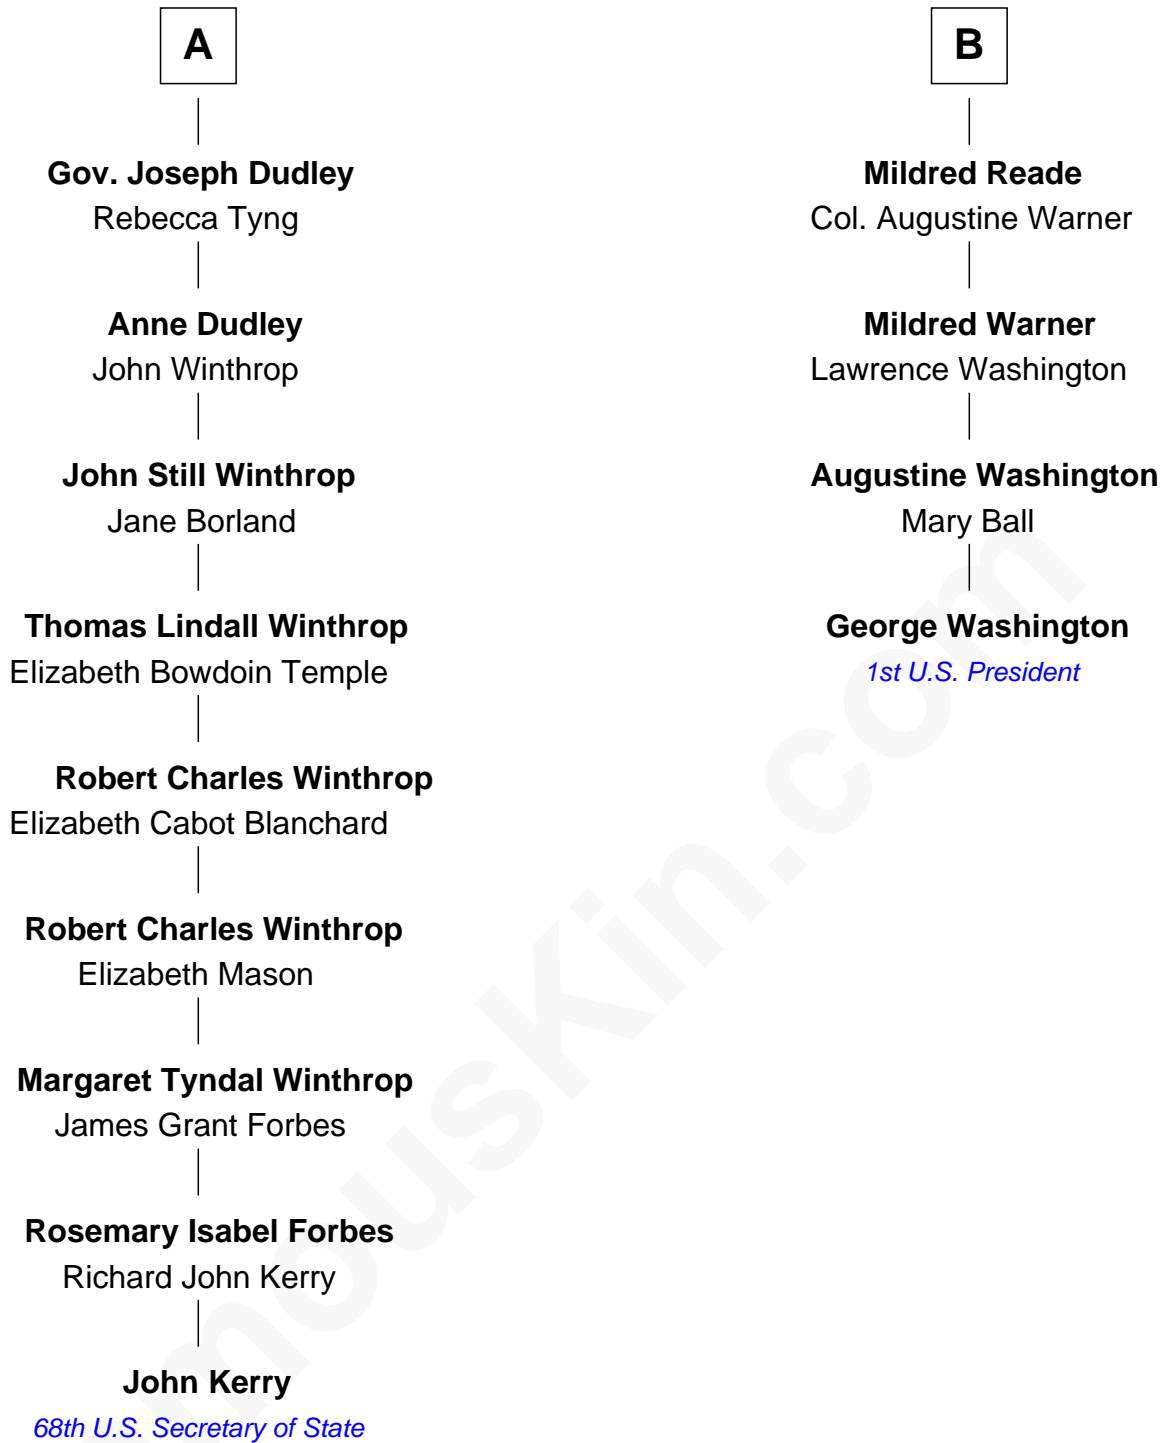 A
Gov. Joseph Dudley
Rebecca Tyng
Anne Dudley
John Winthrop
John Still Winthrop
Jane Borland
Thomas Lindall Winthrop
Elizabeth Bowdoin Temple
Robert Charles Winthrop
Elizabeth Cabot Blanchard
Robert Charles Winthrop
Elizabeth Mason
Margaret Tyndal Winthrop
James Grant Forbes
Rosemary Isabel Forbes
Richard John Kerry
John Kerry
68th U.S. Secretary of State
B
Mildred Reade
Col. Augustine Warner
Mildred Warner
Lawrence Washington
Augustine Washington
Mary Ball
George Washington
1st U.S. President
mousKin.com